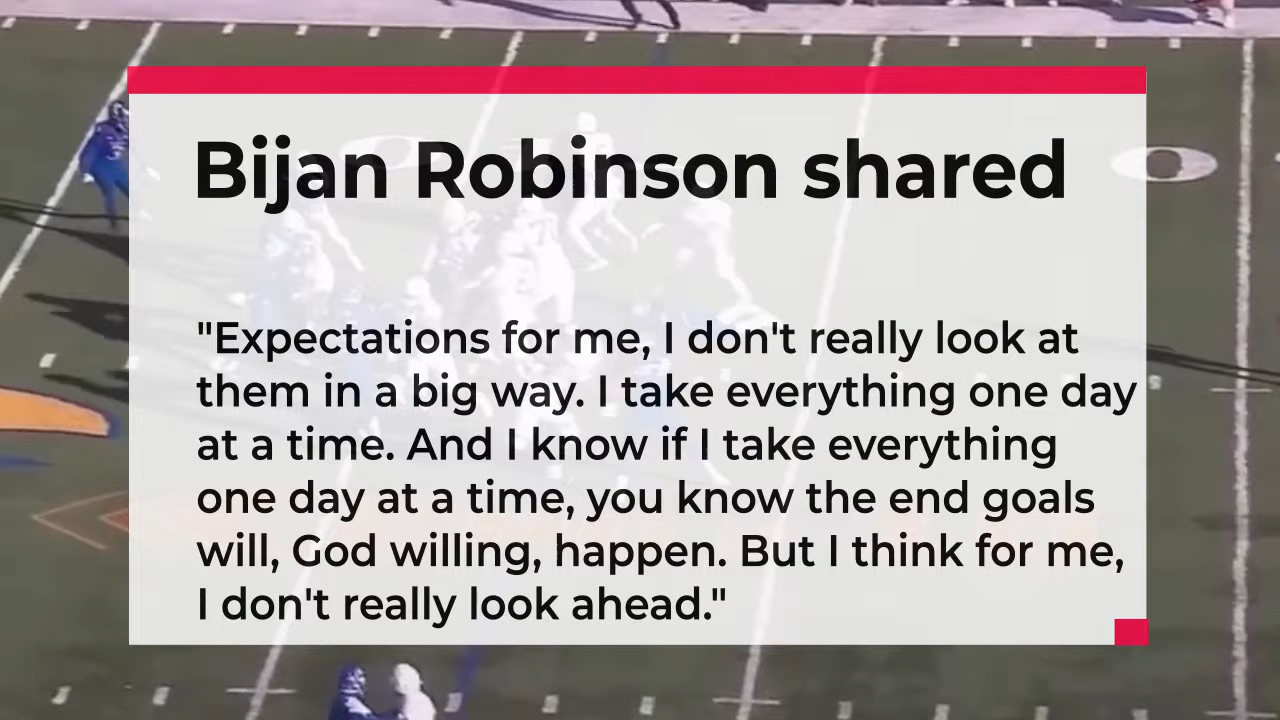 Bijan Robinson shared
"Expectations for me, I don't really look at
them in a big way. I take everything one day
at a time. And I know if I take everything
one day at a time, you know the end goals
will, God willing, happen. But I think for me,
I don't really look ahead."